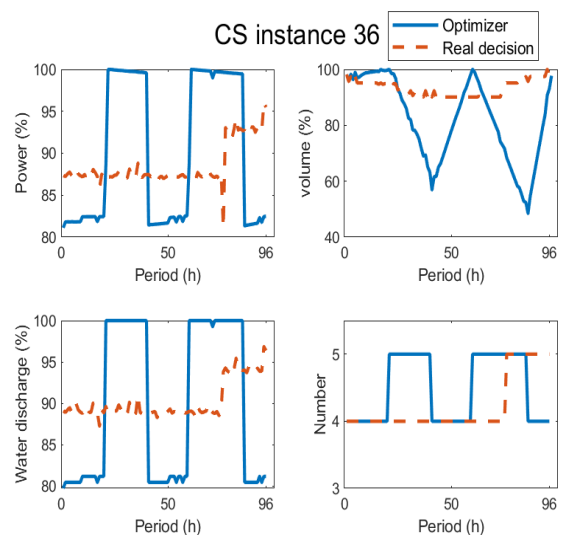 CS instance 36
Optimizer
Real decision
100
95
90
85
80
Power (%)
0
50
96
Period (h)
100
80
60
40
volume (%)
0
50
96
Period (h)
100
95
90
85
80
Water discharge (%)
0
50
96
Period (h)
5
4
3
Number
0
50
96
Period (h)